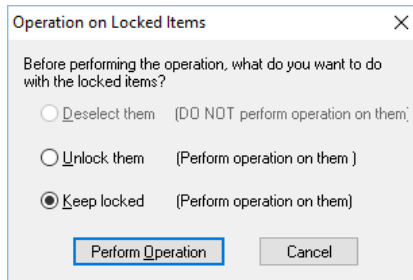 Operation on Locked Items
Before performing the operation, what do you want to do
with the locked items?
Deselect them (DO NOT perform operation on them)
Unlock them (Perform operation on them )
Keep locked (Perform operation on them)
Perform Operation Cancel